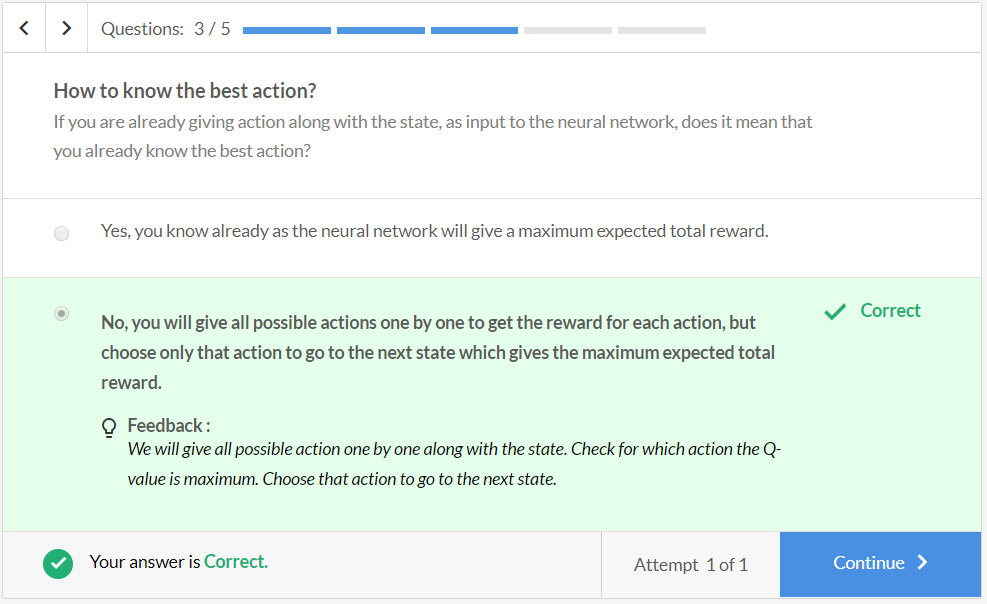 Questions: 3 / 5
How to know the best action?
If you are already giving action along with the state, as input to the neural network, does it mean that
you already know the best action?
Yes, you know already as the neural network will give a maximum expected total reward.
No, you will give all possible actions one by one to get the reward for each action, but
choose only that action to go to the next state which gives the maximum expected total
reward.
Correct
Feedback :
We will give all possible action one by one along with the state. Check for which action the Q-
value is maximum. Choose that action to go to the next state.
Your answer is Correct.
Attempt 1 of 1
Continue